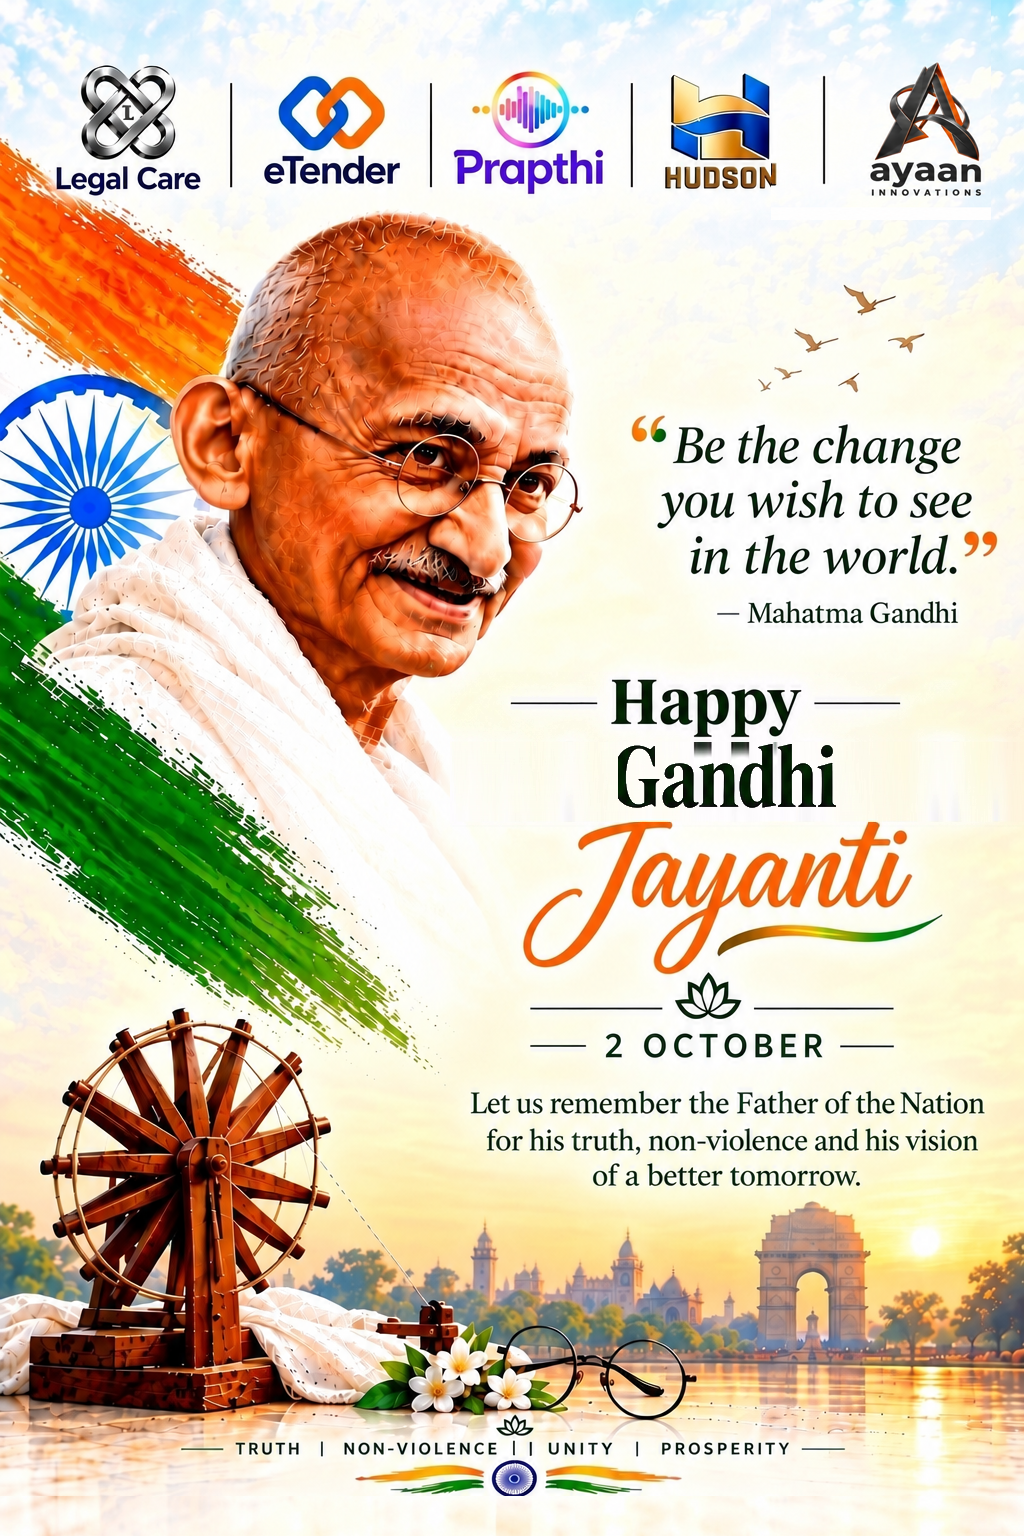 L
Legal Care
eTender
Prapthi
HUDSON
ayaan
INNOVATIONS
“Be the change
you wish to see
in the world.”
— Mahatma Gandhi
Happy
Gandhi
Jayanti
2 OCTOBER
Let us remember the Father of the Nation
for his truth, non-violence and his vision
of a better tomorrow.
TRUTH | NON-VIOLENCE | | UNITY | PROSPERITY